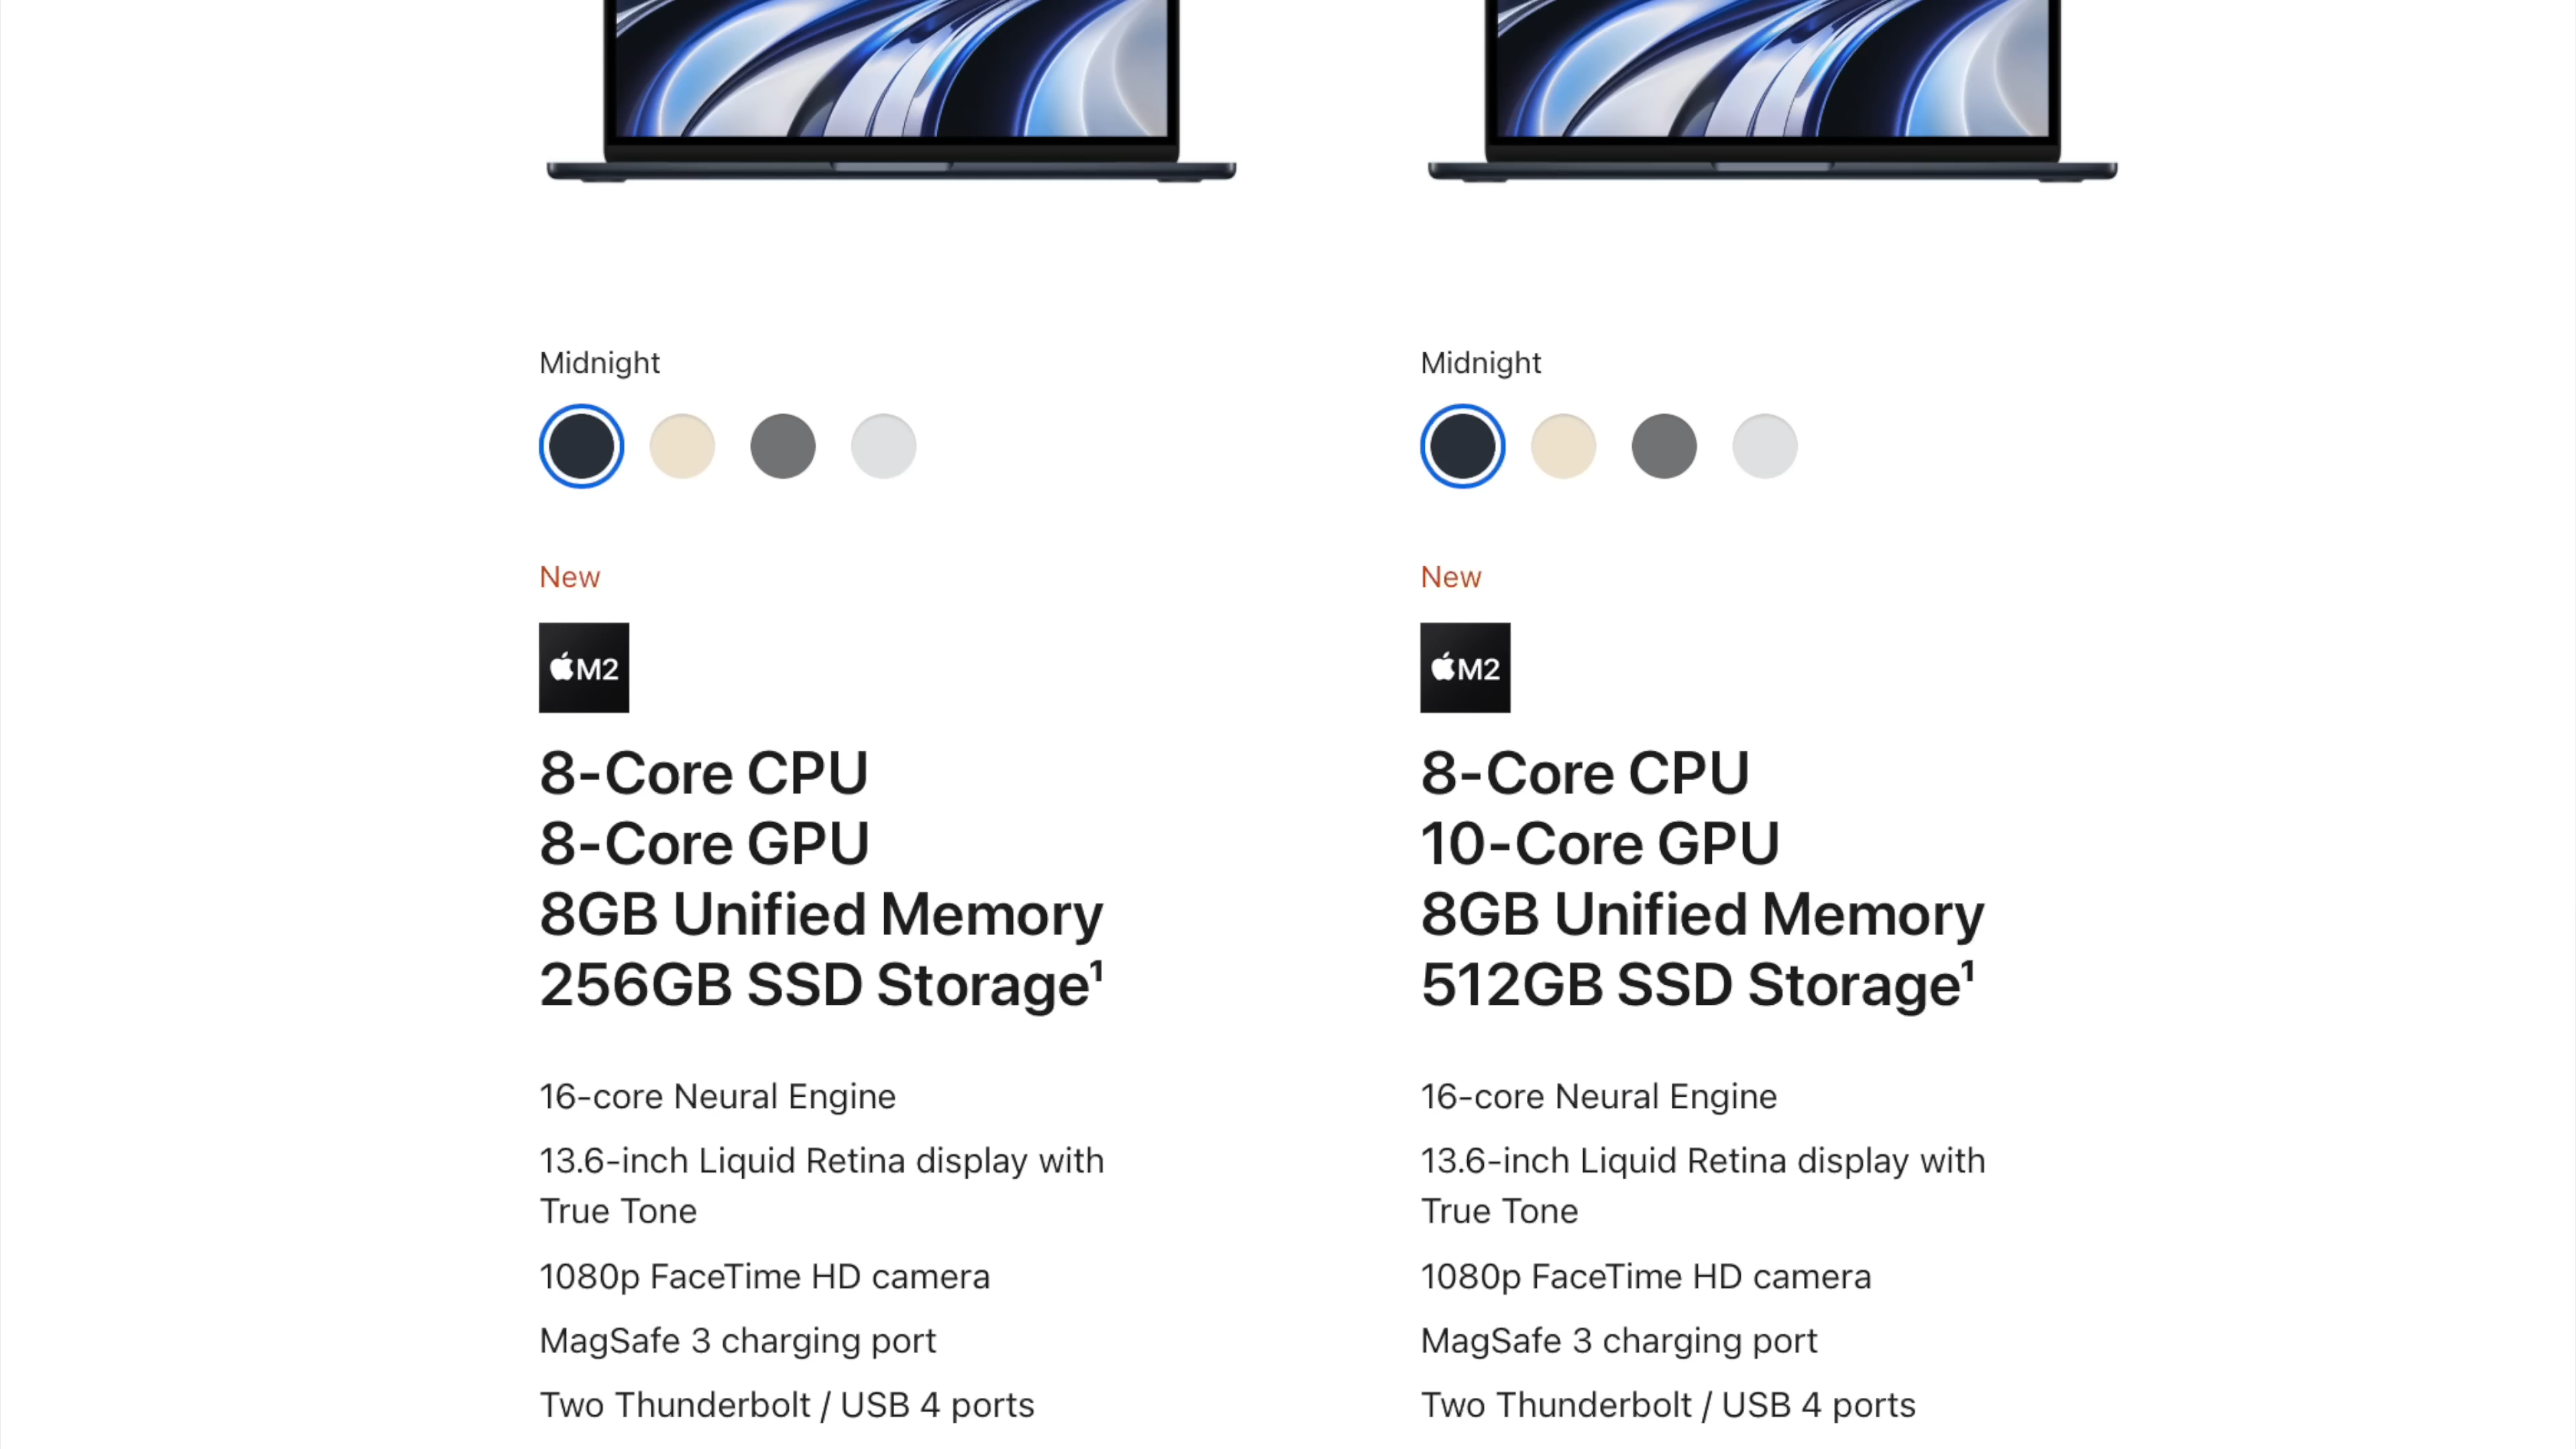 Midnight
New
M2
8-Core CPU
8-Core GPU
8GB Unified Memory
256GB SSD Storage¹
16-core Neural Engine
13.6-inch Liquid Retina display with
True Tone
1080p FaceTime HD camera
MagSafe 3 charging port
Two Thunderbolt / USB 4 ports
Midnight
New
M2
8-Core CPU
10-Core GPU
8GB Unified Memory
512GB SSD Storage¹
16-core Neural Engine
13.6-inch Liquid Retina display with
True Tone
1080p FaceTime HD camera
MagSafe 3 charging port
Two Thunderbolt / USB 4 ports